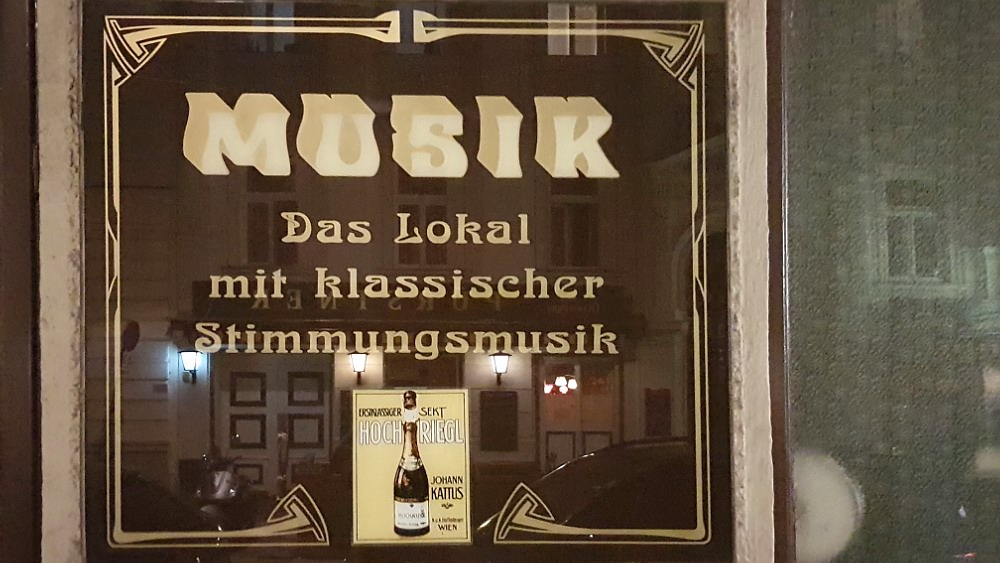 MUSIK
Das Lokal
mit klassischer
Stimmungsmusik
ERSTKLASSIGER SEKT
HOCHRIEGL
JOHANN
KATTUS
WIEN